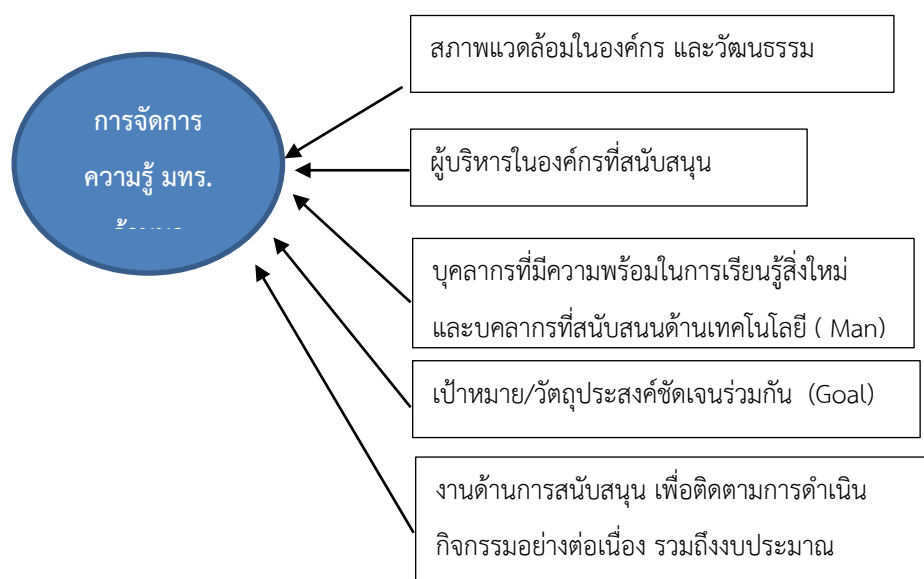 การจัดการ
ความรู้ มทร.
สภาพแวดล้อมในองค์กร และวัฒนธรรม
ผู้บริหารในองค์กรที่สนับสนุน
บุคลากรที่มีความพร้อมในการเรียนรู้สิ่งใหม่
และบุคลากรที่สนับสนุนด้านเทคโนโลยี ( Man)
เป้าหมาย/วัตถุประสงค์ชัดเจนร่วมกัน (Goal)
งานด้านการสนับสนุน เพื่อติดตามการดำเนิน
กิจกรรมอย่างต่อเนื่อง รวมถึงงบประมาณ